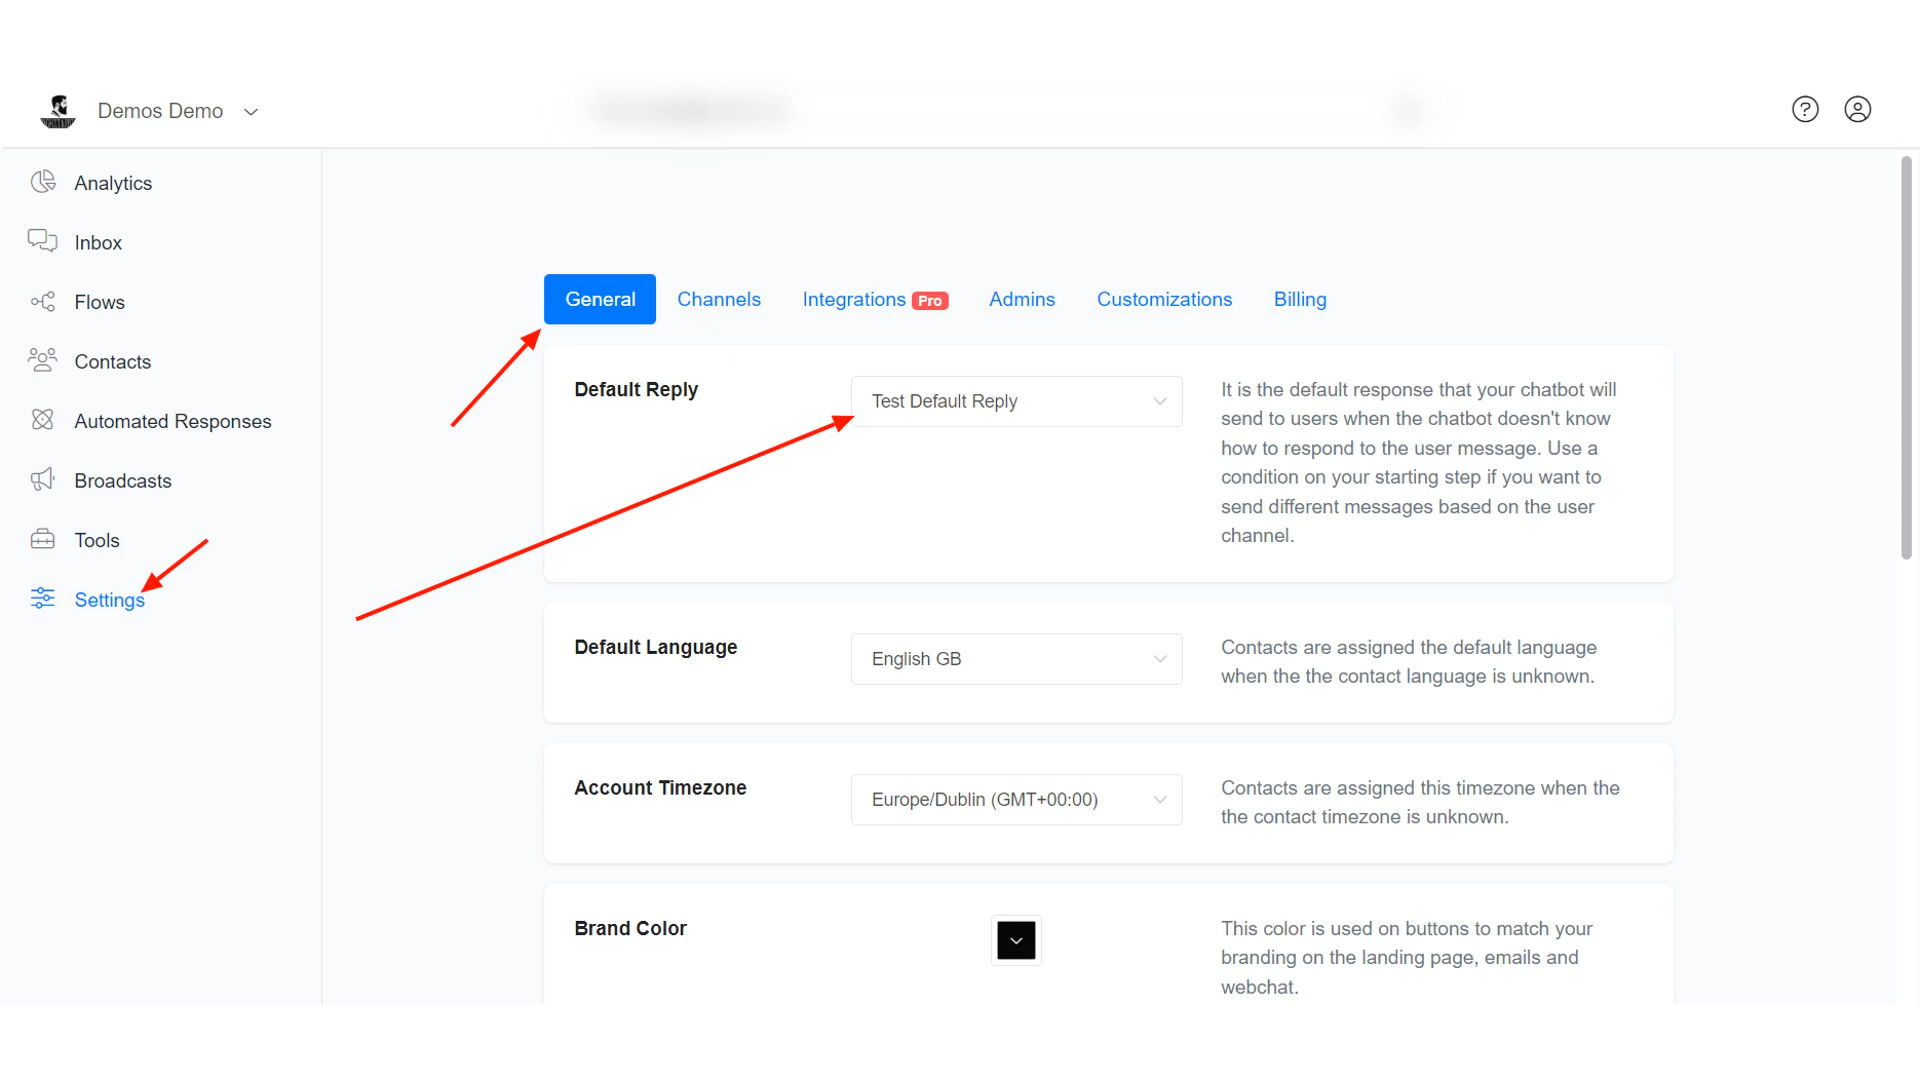 Demos Demo
Analytics
Inbox
Flows
Contacts
Automated Responses
Broadcasts
Tools
Settings
General Channels Integrations Pro Admins Customizations Billing
Default Reply
Test Default Reply
It is the default response that your chatbot will
send to users when the chatbot doesn't know
how to respond to the user message. Use a
condition on your starting step if you want to
send different messages based on the user
channel.
Default Language
English GB
Contacts are assigned the default language
when the the contact language is unknown.
Account Timezone
Europe/Dublin (GMT+00:00)
Contacts are assigned this timezone when the
the contact timezone is unknown.
Brand Color
This color is used on buttons to match your
branding on the landing page, emails and
webchat.